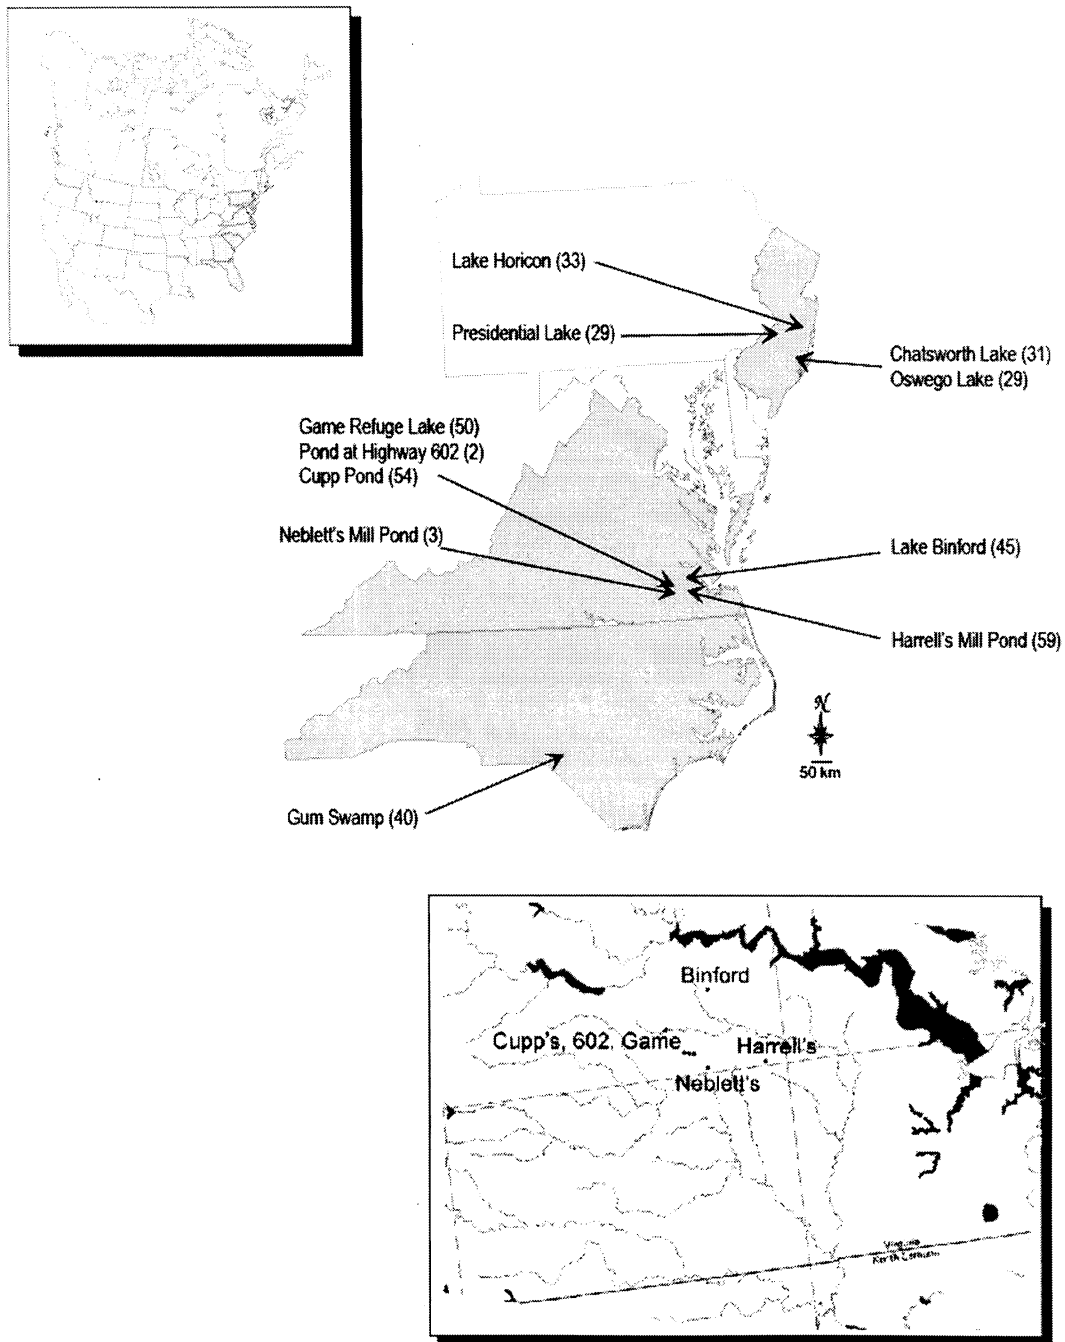 Lake Horicon (33)
Presidential Lake (29)
Chatsworth Lake (31)
Oswego Lake (29)
Game Refuge Lake (50)
Pond at Highway 602 (2)
Cupp Pond (54)
Neblett's Mill Pond (3)
Lake Binford (45)
Harrell's Mill Pond (59)
N
50 km
Gum Swamp (40)
Binford
Cupp's, 602, Game
Harrell's
Neblett's
Virginia
North Carolina